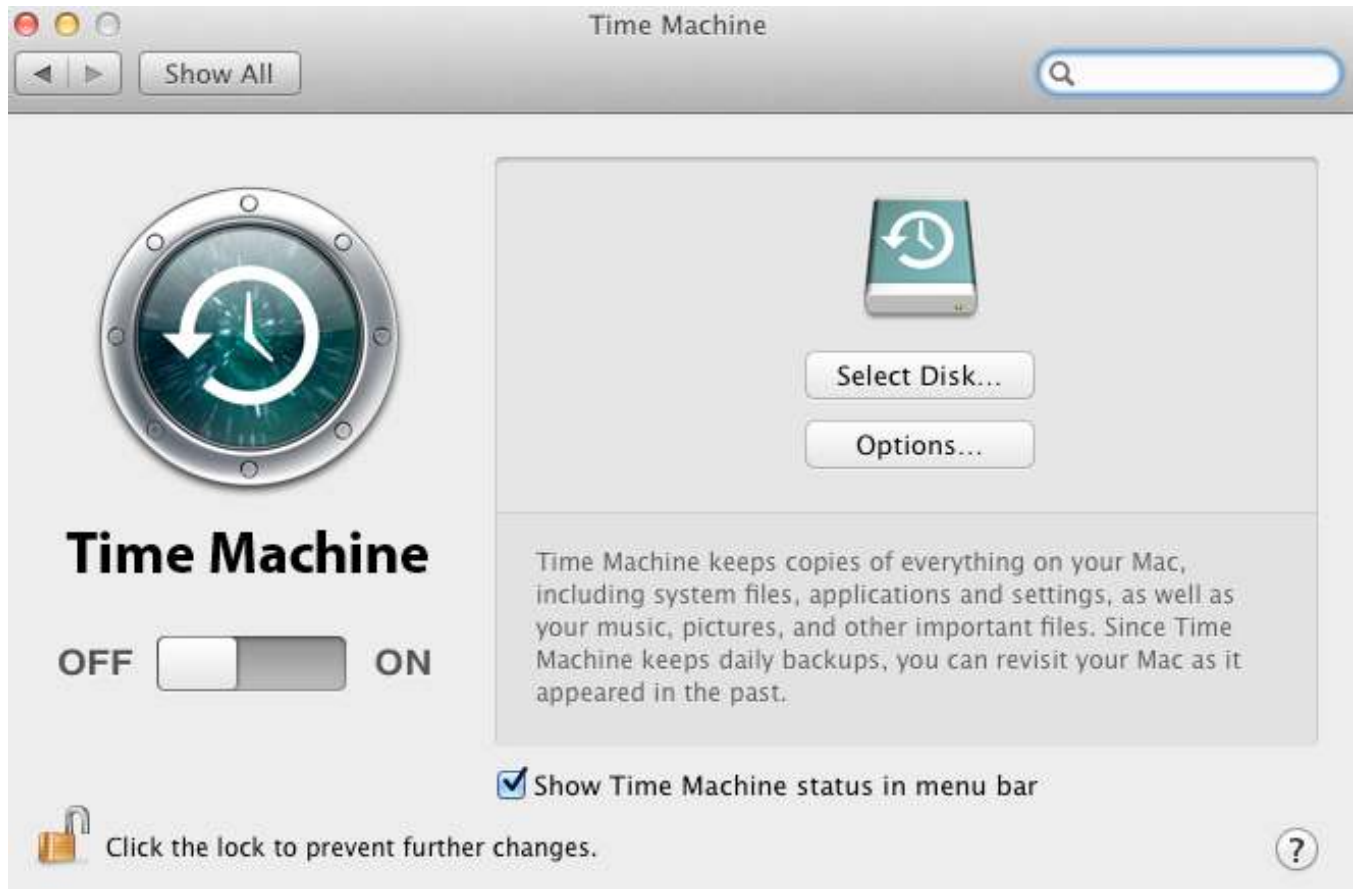 Time Machine
Show All
Select Disk...
Options...
Time Machine
Time Machine keeps copies of everything on your Mac,
including system files, applications and settings, as well as
your music, pictures, and other important files. Since Time
Machine keeps daily backups, you can revisit your Mac as it
appeared in the past.
OFF ON
Show Time Machine status in menu bar
Click the lock to prevent further changes.
?